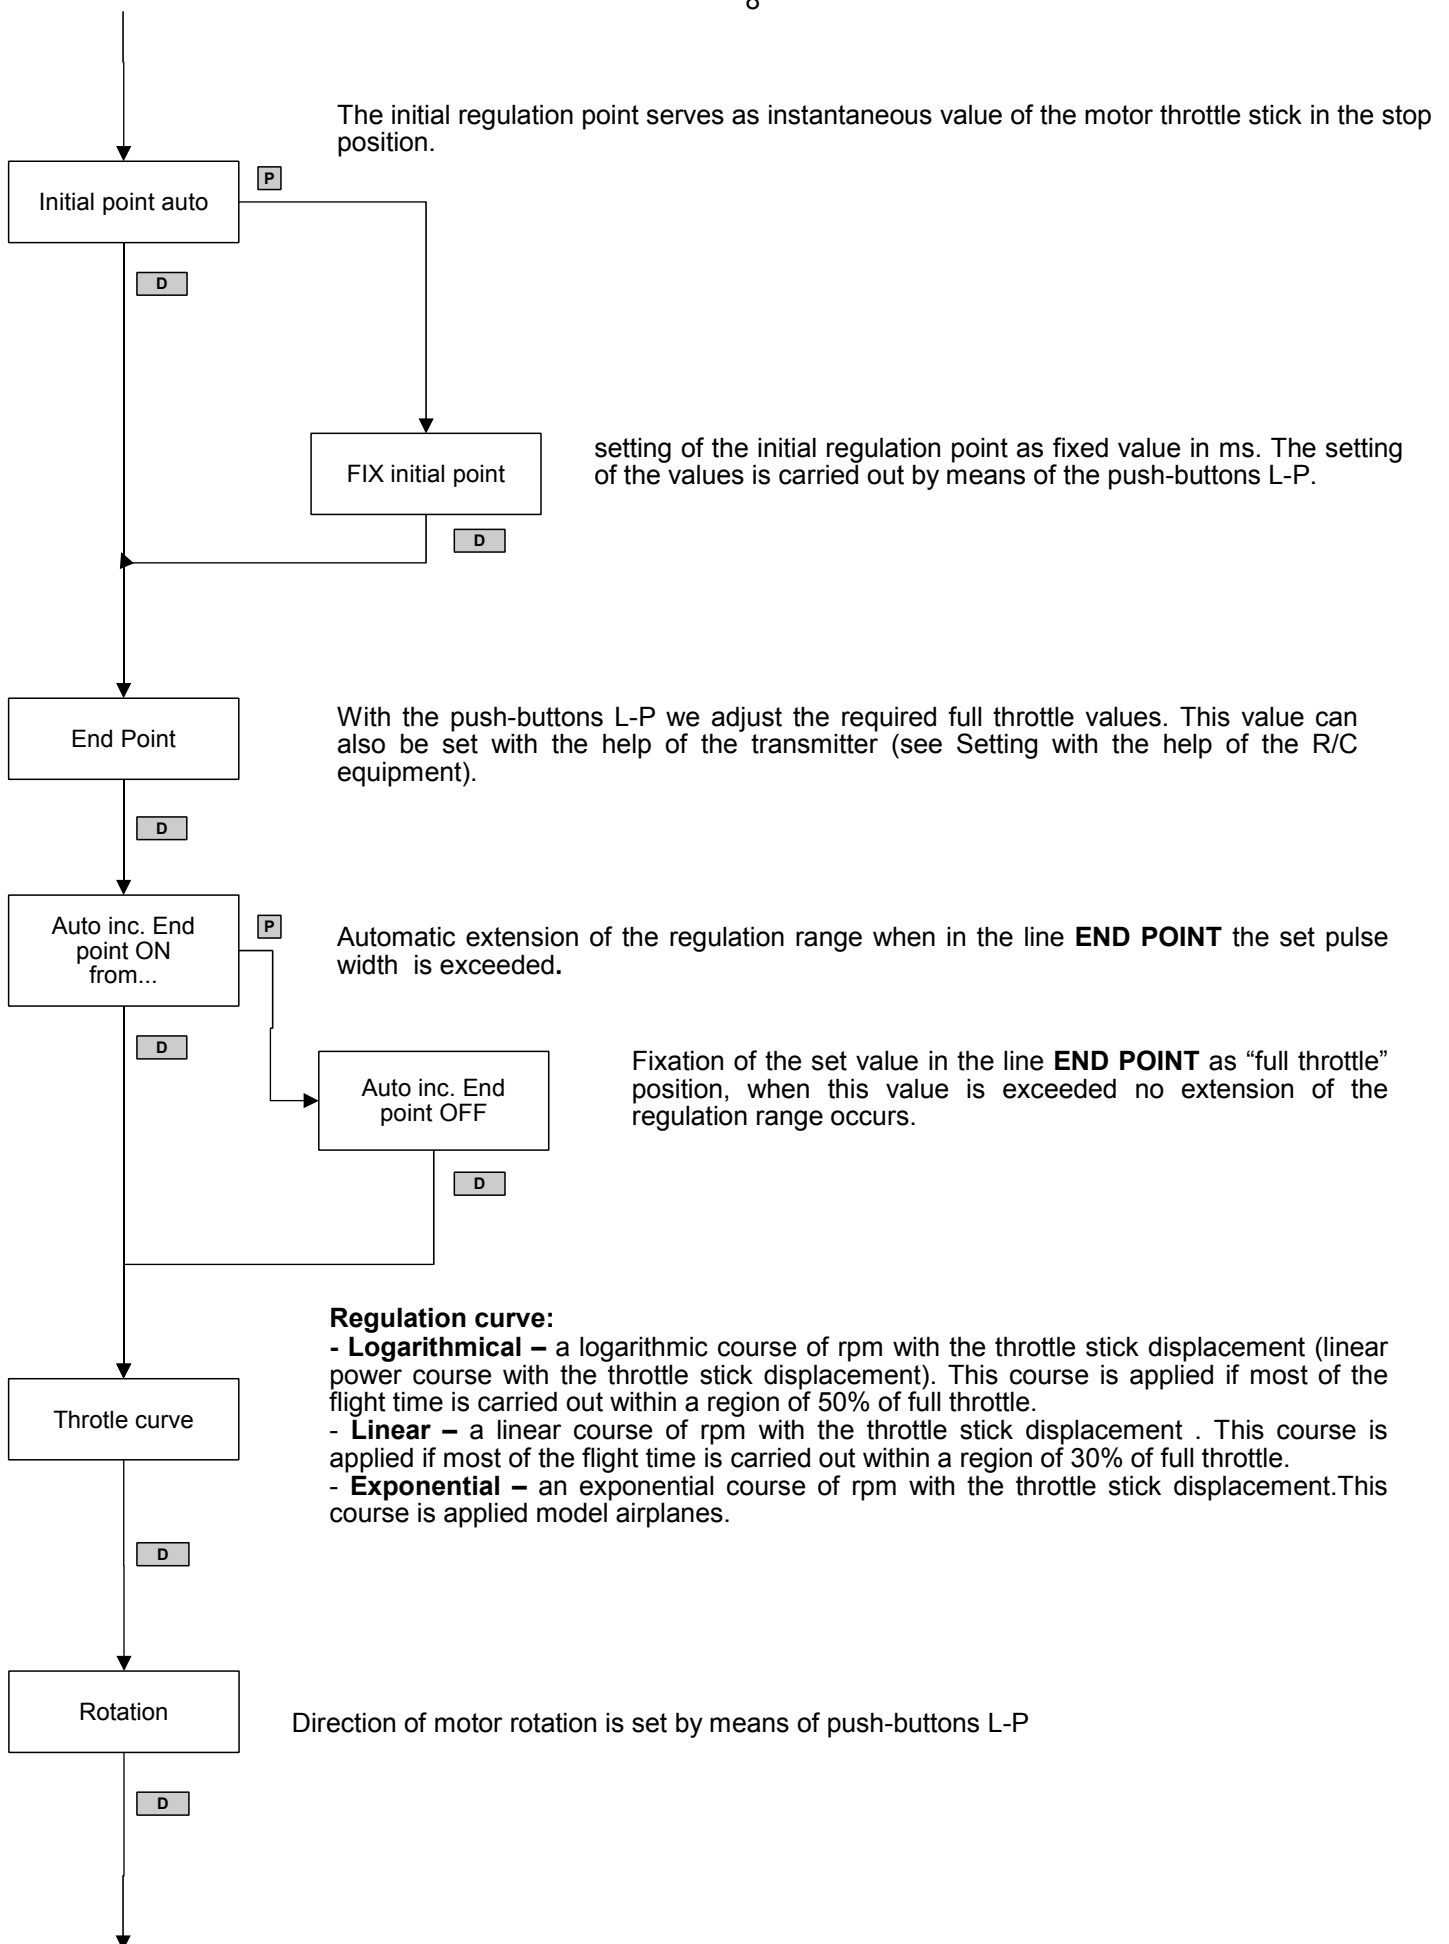 8
The initial regulation point serves as instantaneous value of the motor throttle stick in the stop
position.
P
Initial point auto
D
setting of the initial regulation point as fixed value in ms. The setting
of the values is carried out by means of the push-buttons L-P.
FIX initial point
D
End Point
With the push-buttons L-P we adjust the required full throttle values. This value can
also be set with the help of the transmitter (see Setting with the help of the R/C
equipment).
D
Auto inc. End
point ON
from...
P
Automatic extension of the regulation range when in the line END POINT the set pulse
width is exceeded.
D
Auto inc. End
point OFF
Fixation of the set value in the line END POINT as “full throttle”
position, when this value is exceeded no extension of the
regulation range occurs.
D
Regulation curve:
- Logarithmical – a logarithmic course of rpm with the throttle stick displacement (linear
power course with the throttle stick displacement). This course is applied if most of the
flight time is carried out within a region of 50% of full throttle.
- Linear – a linear course of rpm with the throttle stick displacement . This course is
applied if most of the flight time is carried out within a region of 30% of full throttle.
- Exponential – an exponential course of rpm with the throttle stick displacement.This
course is applied model airplanes.
Throtle curve
D
Rotation
Direction of motor rotation is set by means of push-buttons L-P
D